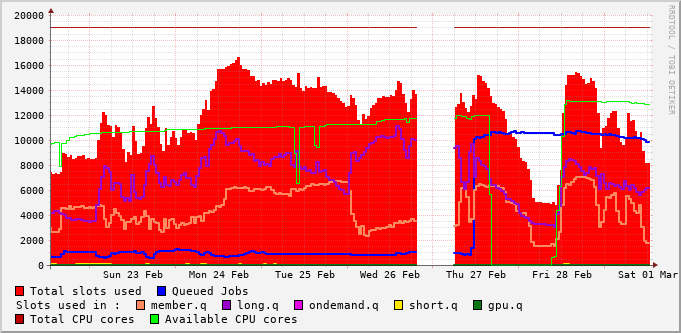 20000
18000
16000
14000
12000
10000
8000
6000
4000
2000
0
Sun 23 Feb Mon 24 Feb Tue 25 Feb Wed 26 Feb Thu 27 Feb Fri 28 Feb Sat 01 Mar
RRDTOOL / TOBI OETIKER
Total slots used Queued Jobs
Slots used in : member.q long.q ondemand.q short.q gpu.q
Total CPU cores Available CPU cores